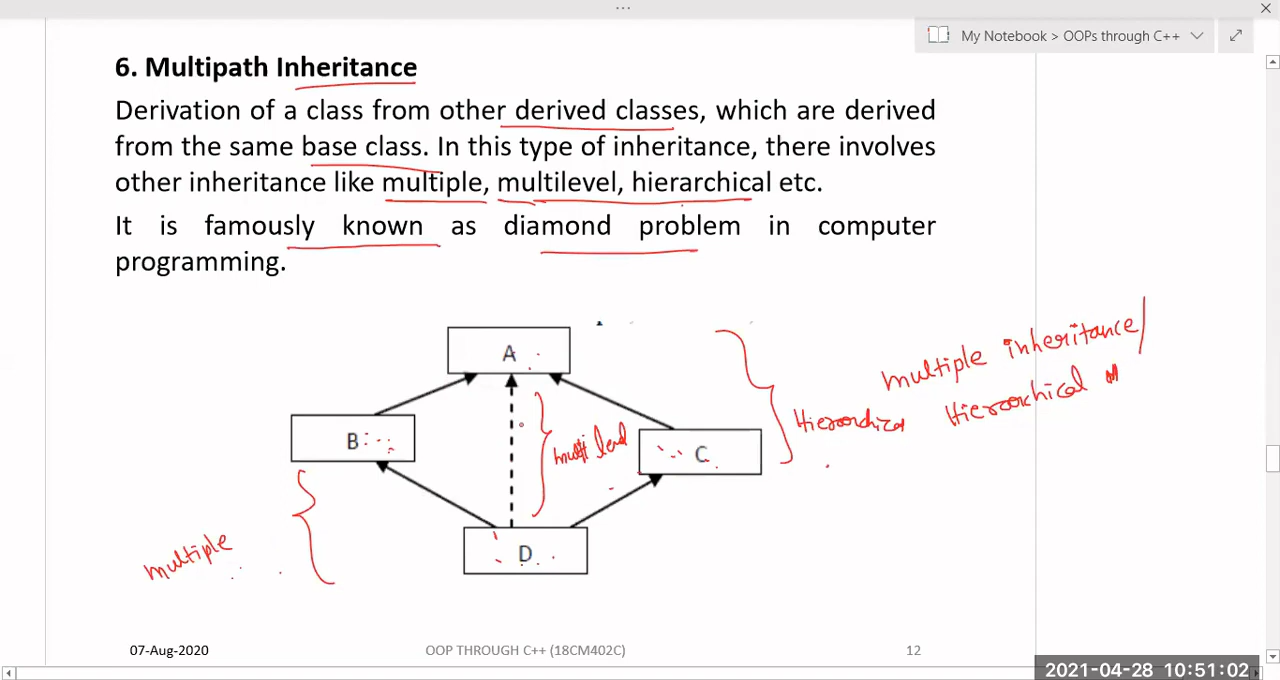 ...
My Notebook > OOPs through C++
6. Multipath Inheritance
Derivation of a class from other derived classes, which are derived
from the same base class. In this type of inheritance, there involves
other inheritance like multiple, multilevel, hierarchical etc.
It is famously known as diamond problem in computer
programming.
A
multiple inheritance/
Hierarchical
Hierarchical
B
multi level
C
multiple
D
07-Aug-2020
OOP THROUGH C++ (18CM402C)
12
2021-04-28 10:51:02